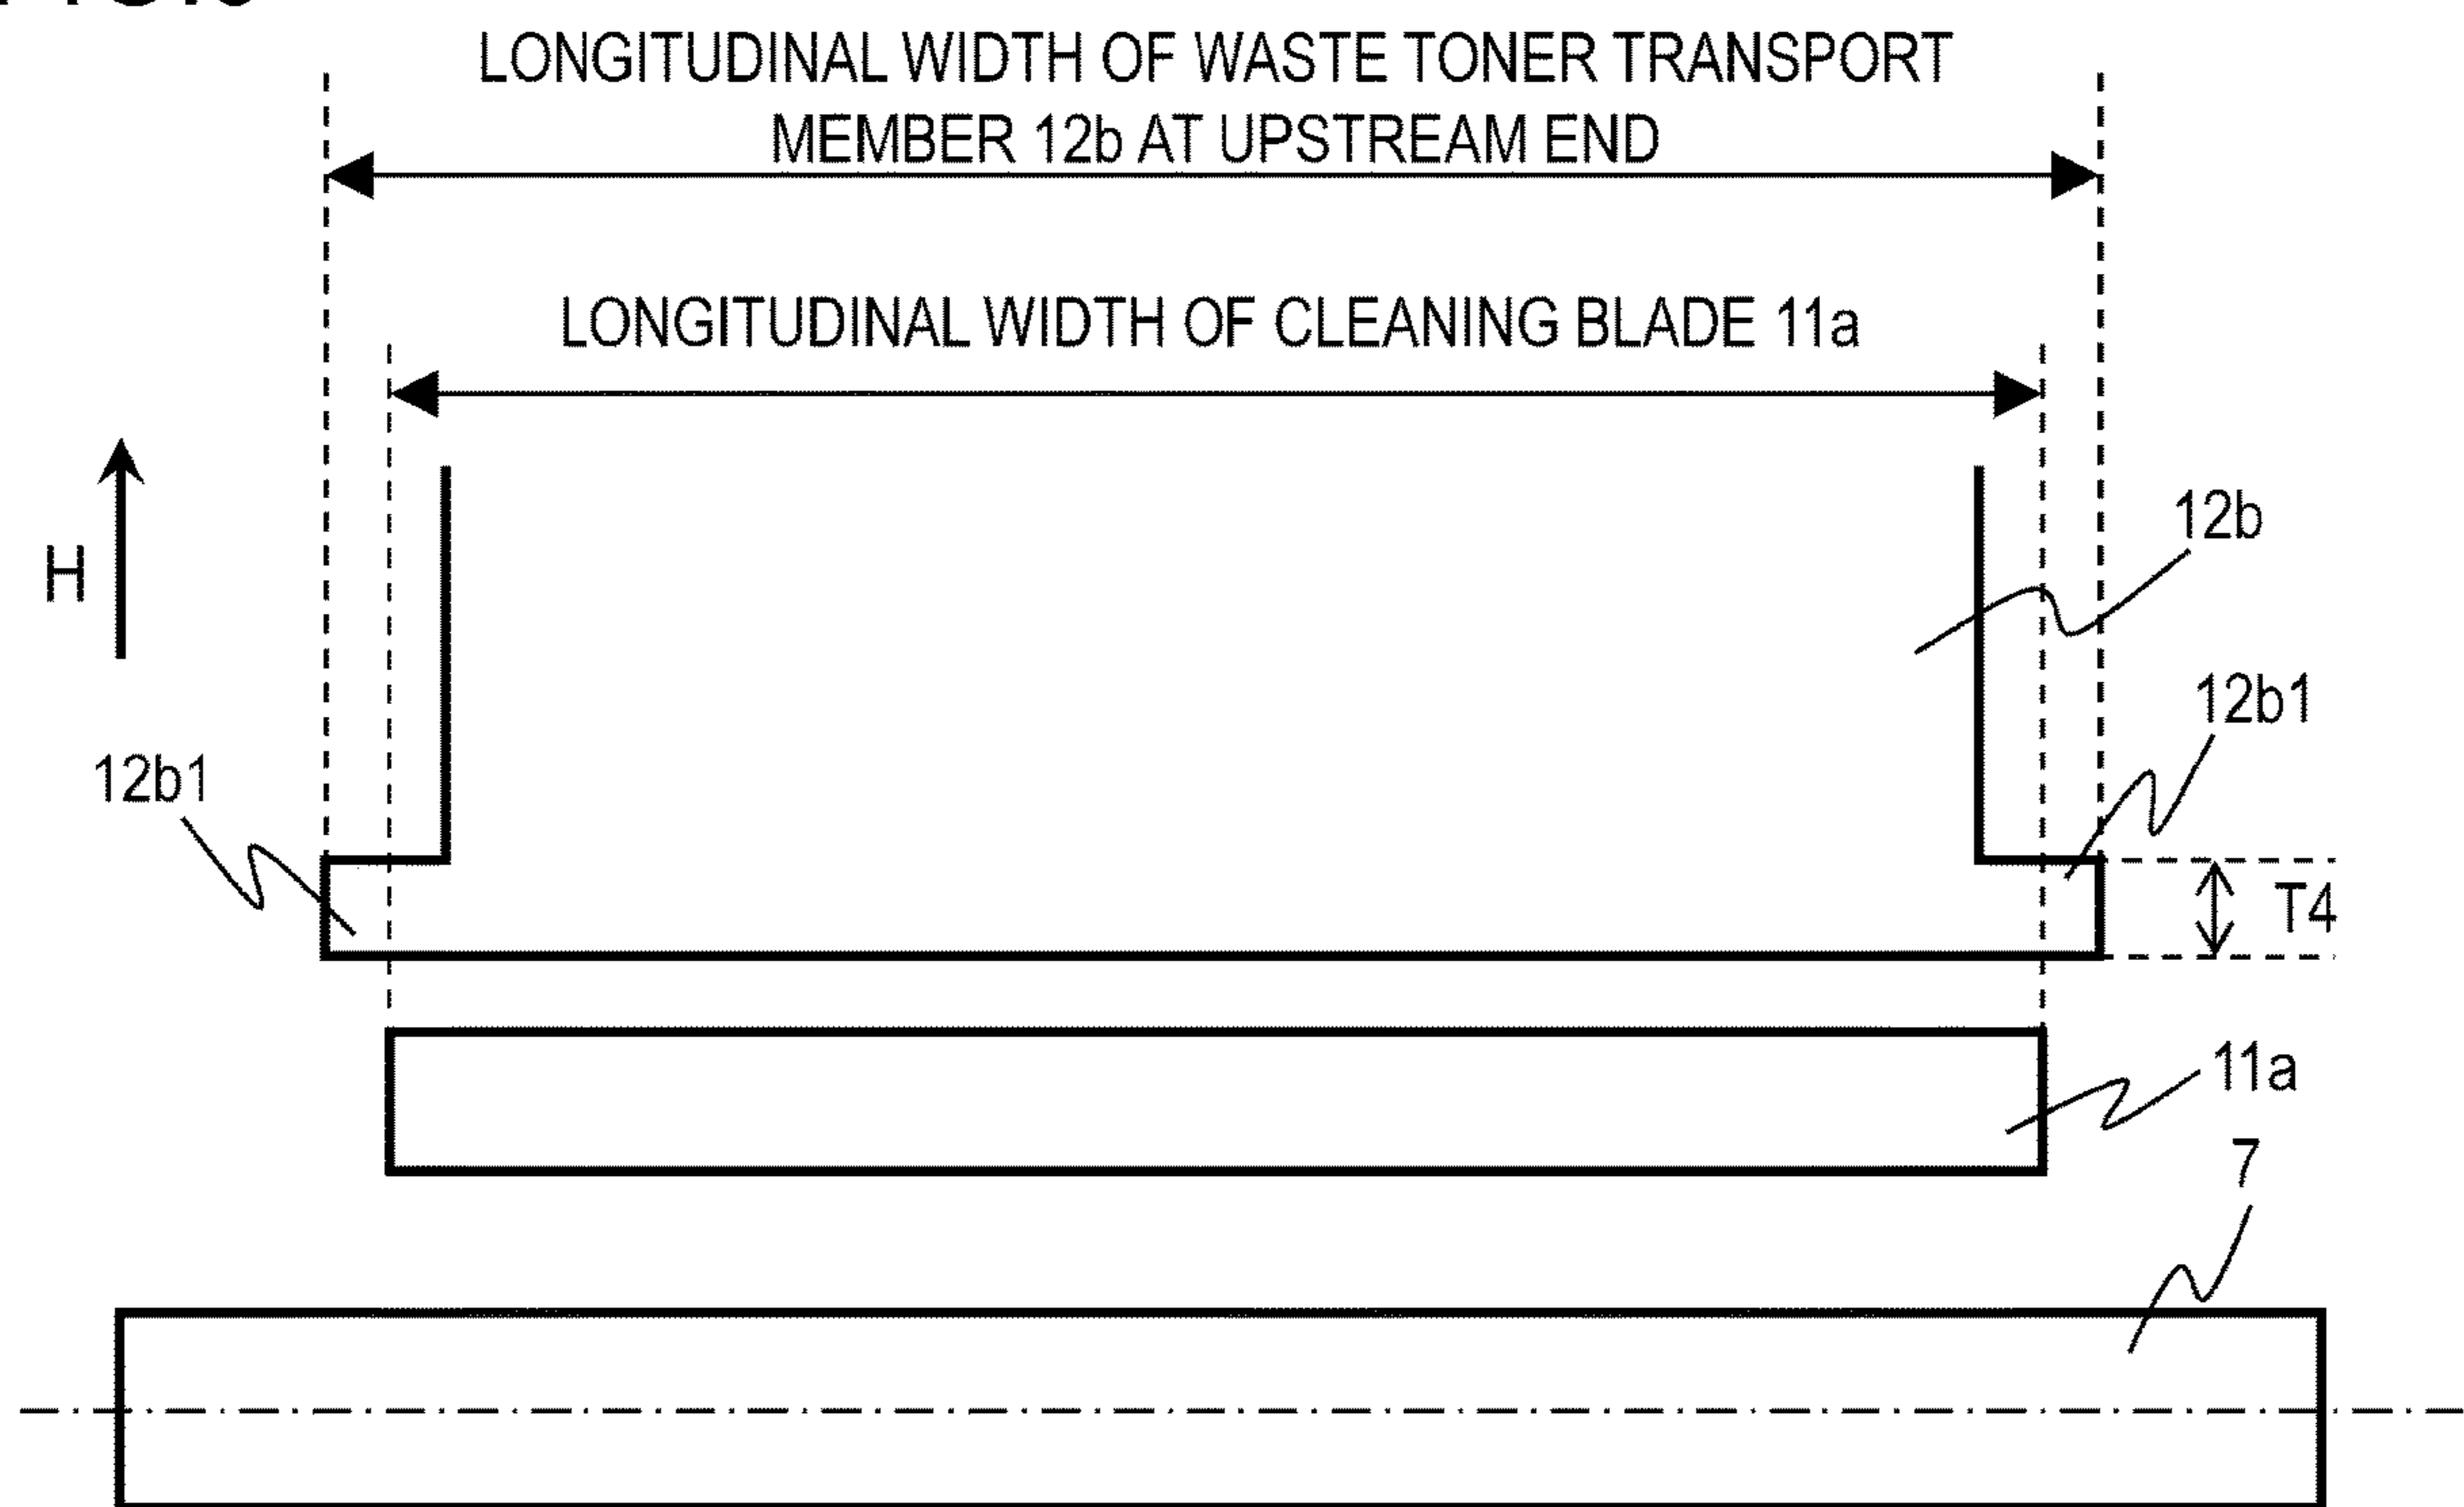 LONGITUDINAL WIDTH OF WASTE TONER TRANSPORT
MEMBER 12b AT UPSTREAM END
LONGITUDINAL WIDTH OF CLEANING BLADE 11a
H
12b
12b1
12b1
T4
11a
7